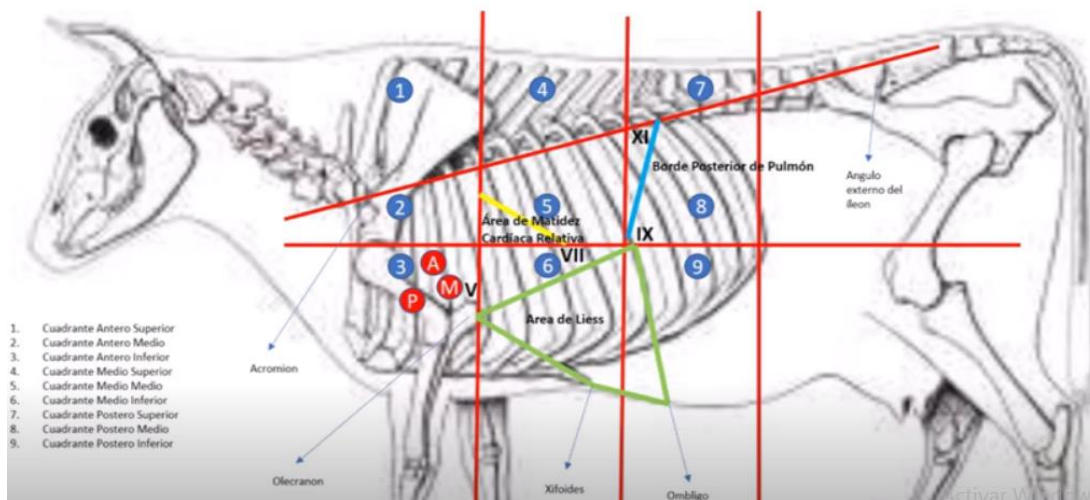 1
4
7
XI
Borde Posterior de Pulmón
Angulo
externo del
íleon
2
5
8
Área de Matidez
Cardiaca Relativa
IX
VII
3
A
6
9
M
V
P
Area de Liess
1. Cuadrante Antero Superior
2. Cuadrante Antero Medio
3. Cuadrante Antero Inferior
4. Cuadrante Medio Superior
5. Cuadrante Medio Medio
6. Cuadrante Medio Inferior
7. Cuadrante Postero Superior
8. Cuadrante Postero Medio
9. Cuadrante Postero Inferior
Acromion
Olecranon
Xifoides
Ombligo